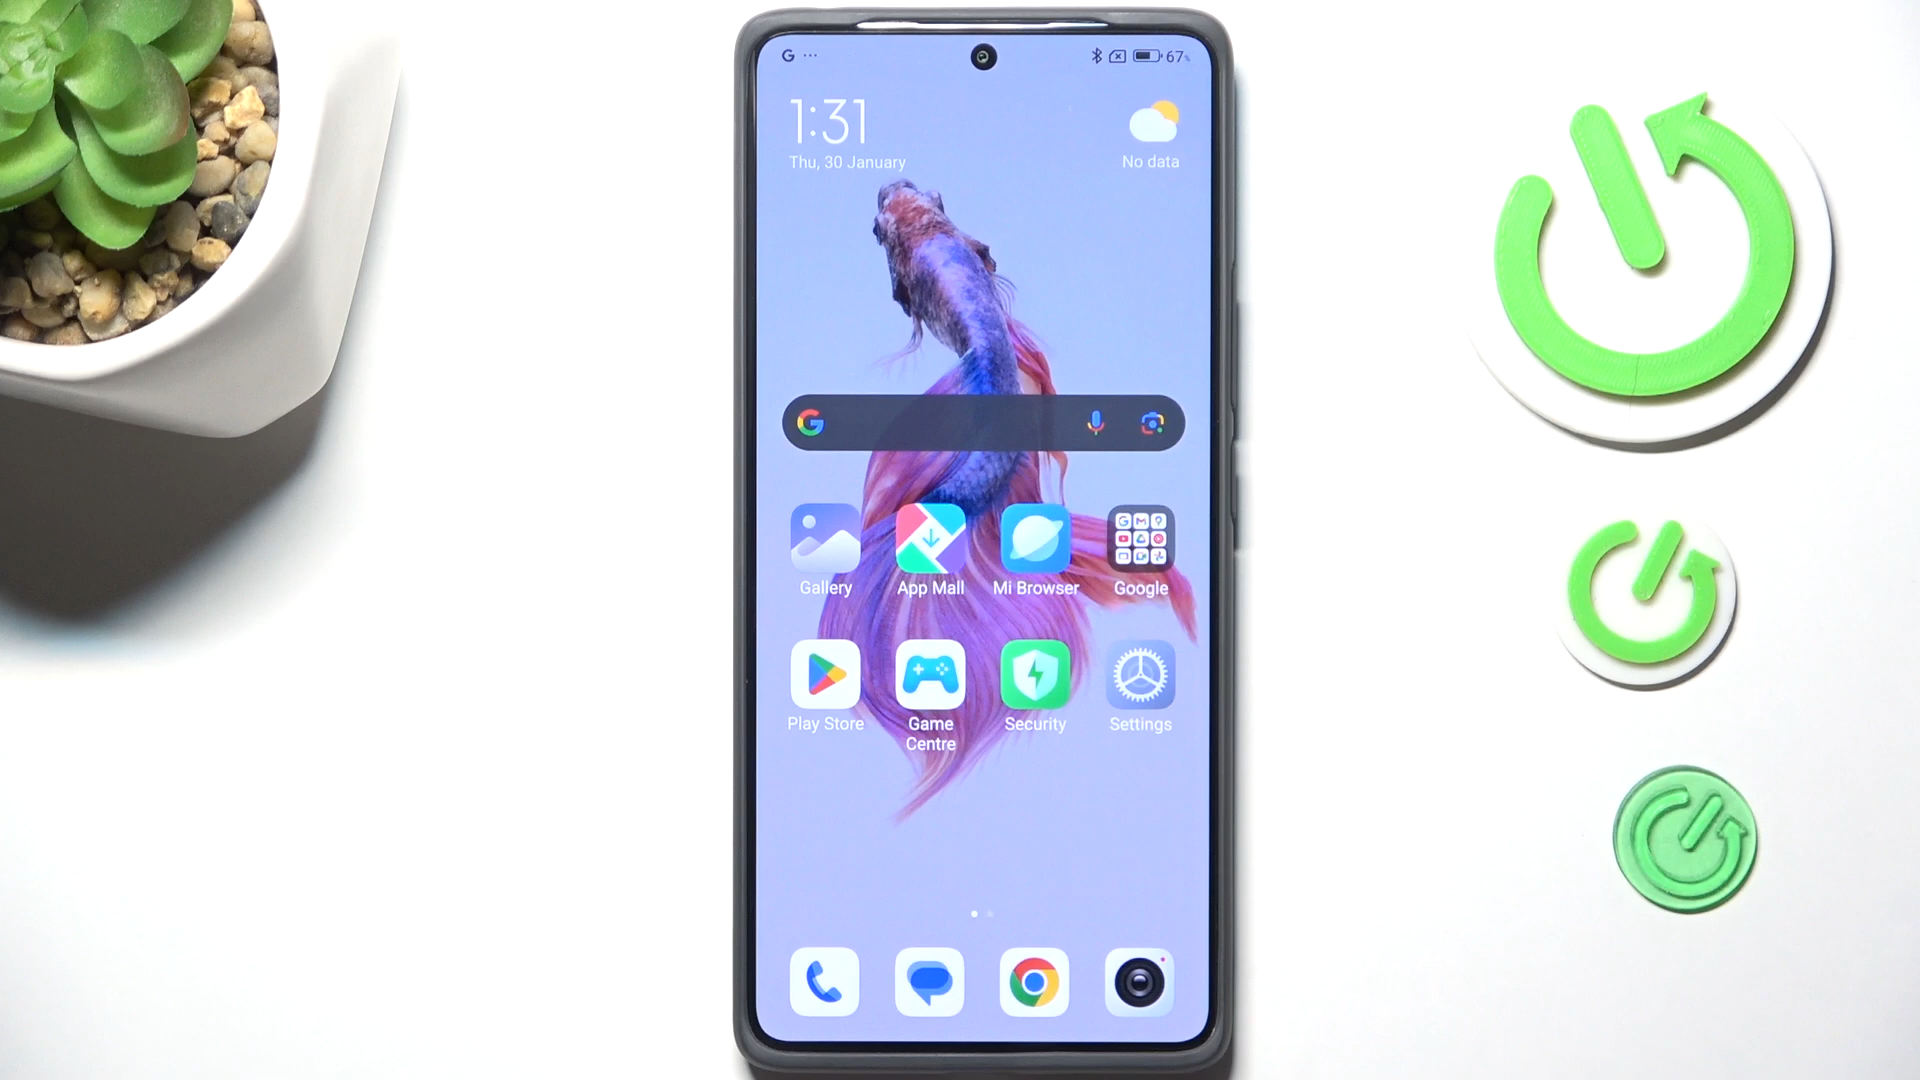 G ... 67%
1:31
Thu, 30 January
No data
Gallery App Mall Mi Browser Google
Play Store Game Centre Security Settings